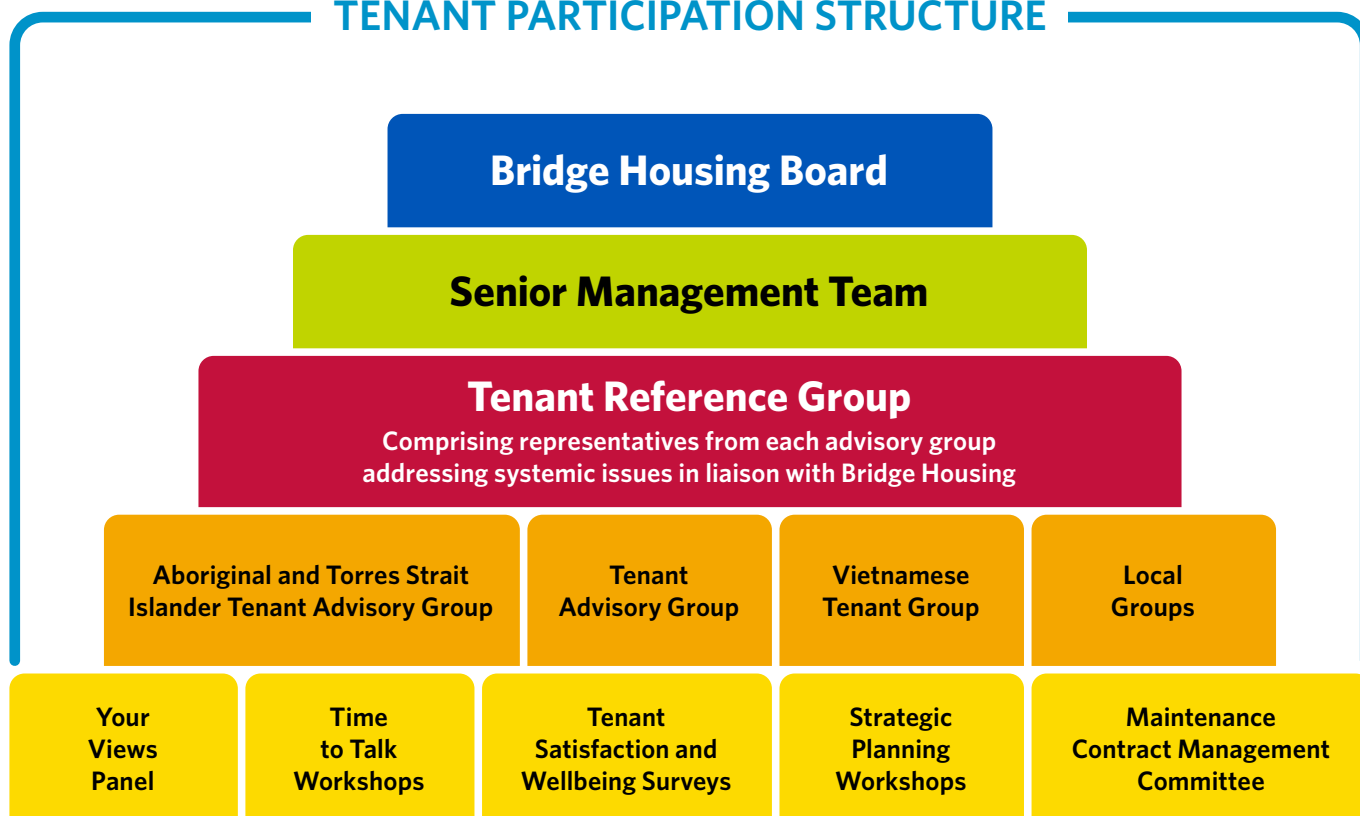 TENANT PARTICIPATION STRUCTURE
Bridge Housing Board
Senior Management Team
Tenant Reference Group
Comprising representatives from each advisory group
addressing systemic issues in liaison with Bridge Housing
Aboriginal and Torres Strait
Islander Tenant Advisory Group
Tenant
Advisory Group
Vietnamese
Tenant Group
Local
Groups
Your
Views
Panel
Time
to Talk
Workshops
Tenant
Satisfaction and
Wellbeing Surveys
Strategic
Planning
Workshops
Maintenance
Contract Management
Committee